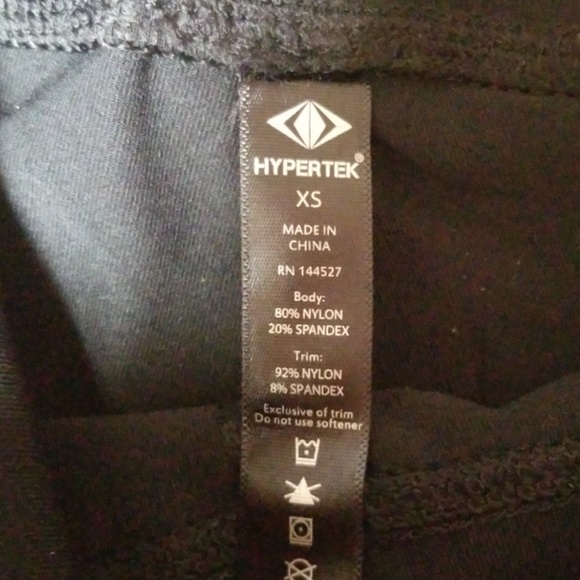 HYPERTEK®
XS
MADE IN
CHINA
RN 144527
Body:
80% NYLON
20% SPANDEX
Trim:
92% NYLON
8% SPANDEX
Exclusive of trim
Do not use softener